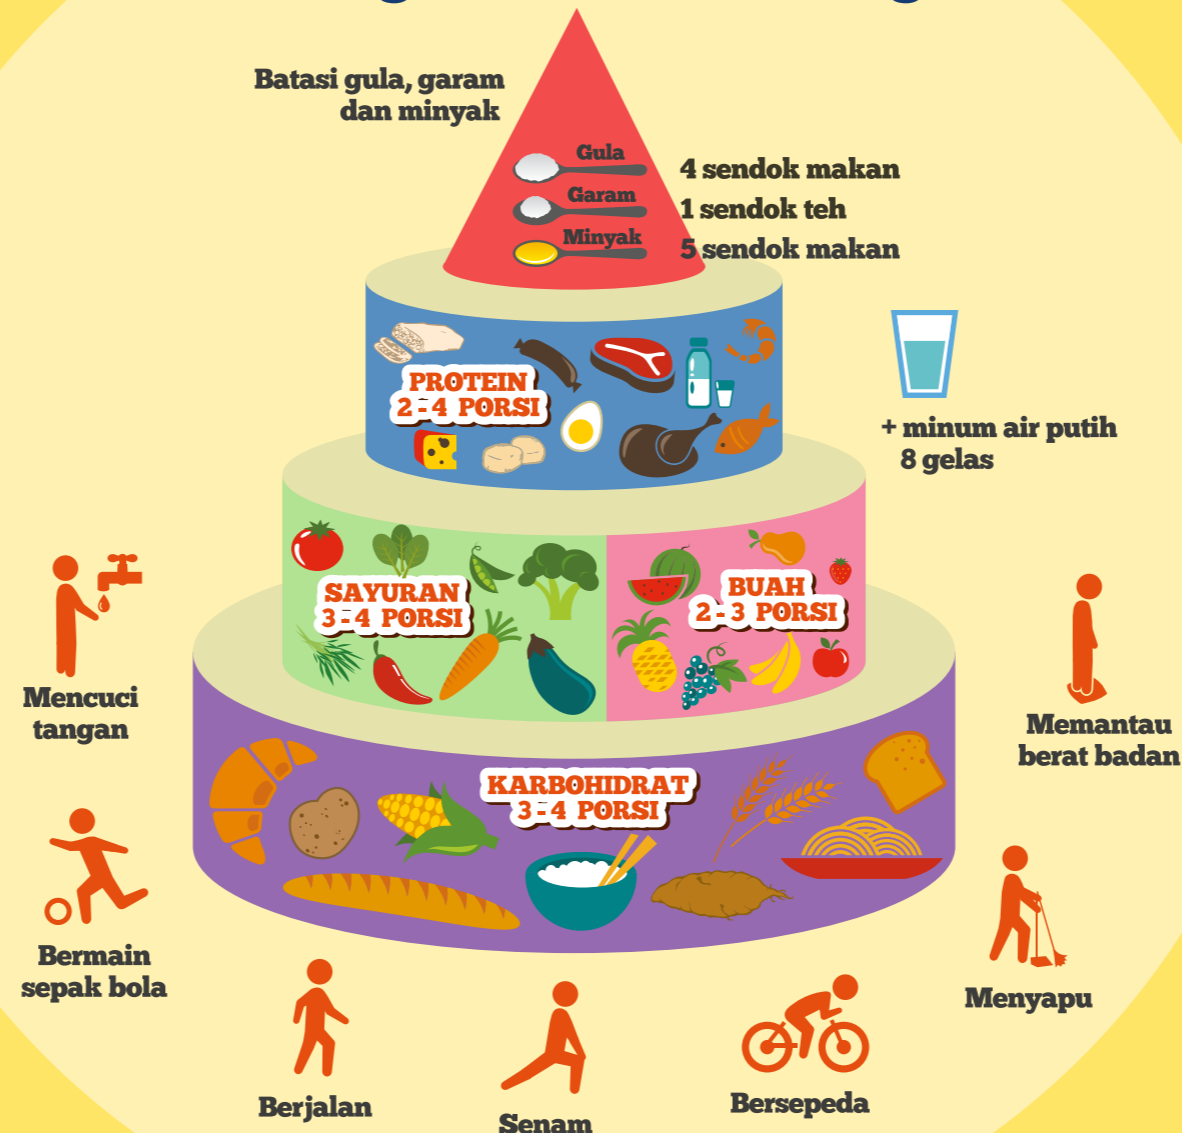 Batasi gula, garam
dan minyak
Gula
4 sendok makan
Garam
1 sendok teh
Minyak
5 sendok makan
PROTEIN
2 - 4 PORSI
+ minum air putih
8 gelas
SAYURAN
3 - 4 PORSI
BUAH
2 - 3 PORSI
Mencuci
tangan
Memantau
berat badan
KARBOHIDRAT
3 - 4 PORSI
Bermain
sepak bola
Menyapu
Berjalan
Senam
Bersepeda